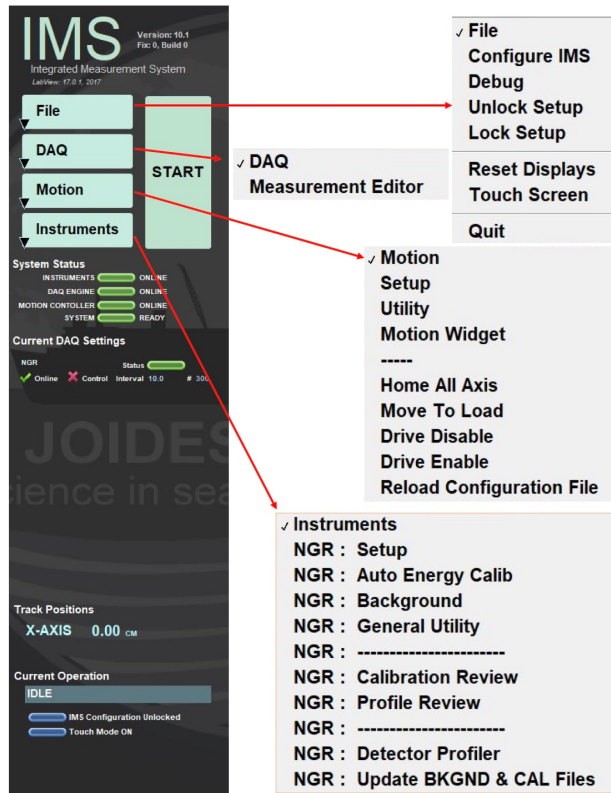 IMS
Version: 10.1
Fix: 0, Build 0
Integrated Measurement System
LabView: 17.0.1, 2017
File
DAQ
Motion
Instruments
START
System Status
INSTRUMENTS ONLINE
DAQ ENGINE ONLINE
MOTION CONTOLLER ONLINE
SYSTEM READY
Current DAQ Settings
NGR
Status
Online Control Interval 10.0 # 300
JOIDES
ience in sea
Track Positions
X-AXIS 0.00 CM
Current Operation
IDLE
IMS Configuration Unlocked
Touch Mode ON
✓ File
Configure IMS
Debug
Unlock Setup
Lock Setup
Reset Displays
Touch Screen
Quit
✓ DAQ
Measurement Editor
✓ Motion
Setup
Utility
Motion Widget
-----
Home All Axis
Move To Load
Drive Disable
Drive Enable
Reload Configuration File
✓ Instruments
NGR : Setup
NGR : Auto Energy Calib
NGR : Background
NGR : General Utility
NGR : -----------------------
NGR : Calibration Review
NGR : Profile Review
NGR : -----------------------
NGR : Detector Profiler
NGR : Update BKGND & CAL Files